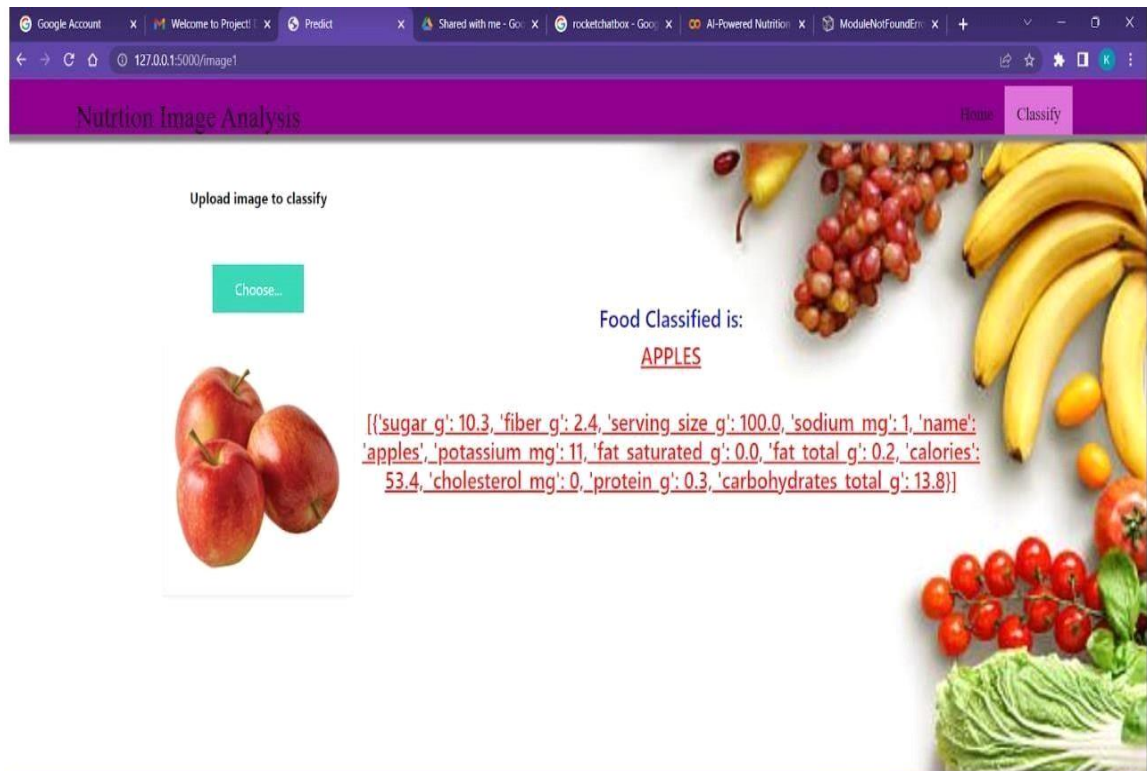 Google Account
Welcome to Project!
Predict
Shared with me - Goo
rocketchatbox - Goog
AI-Powered Nutrition
ModuleNotFoundErr
127.0.0.1:5000/image1
K
Nutrtion Image Analysis
Home
Classify
Upload image to classify
Choose...
Food Classified is:
APPLES
[{'sugar_g': 10.3, 'fiber_g': 2.4, 'serving_size_g': 100.0, 'sodium_mg': 1, 'name':
'apples', 'potassium_mg': 11, 'fat_saturated_g': 0.0, 'fat_total_g': 0.2, 'calories':
53.4, 'cholesterol_mg': 0, 'protein_g': 0.3, 'carbohydrates_total_g': 13.8}]